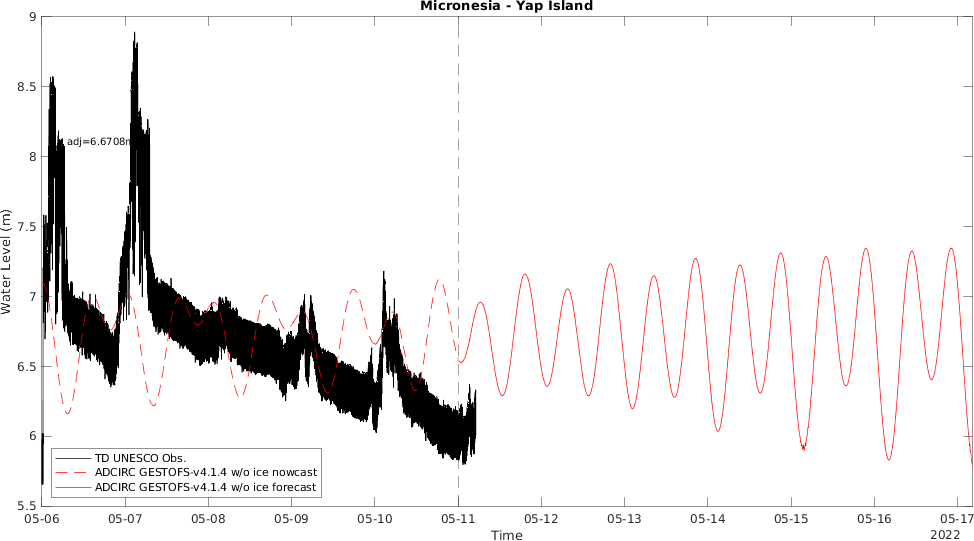 Micronesia - Yap Island
9
8.5
8
7.5
7
6.5
6
5.5
Water Level (m)
adj=6.6708m
TD UNESCO Obs.
ADCIRC GESTOFS-v4.1.4 w/o ice nowcast
ADCIRC GESTOFS-v4.1.4 w/o ice forecast
05-06 05-07 05-08 05-09 05-10 05-11 05-12 05-13 05-14 05-15 05-16 05-17
Time
2022